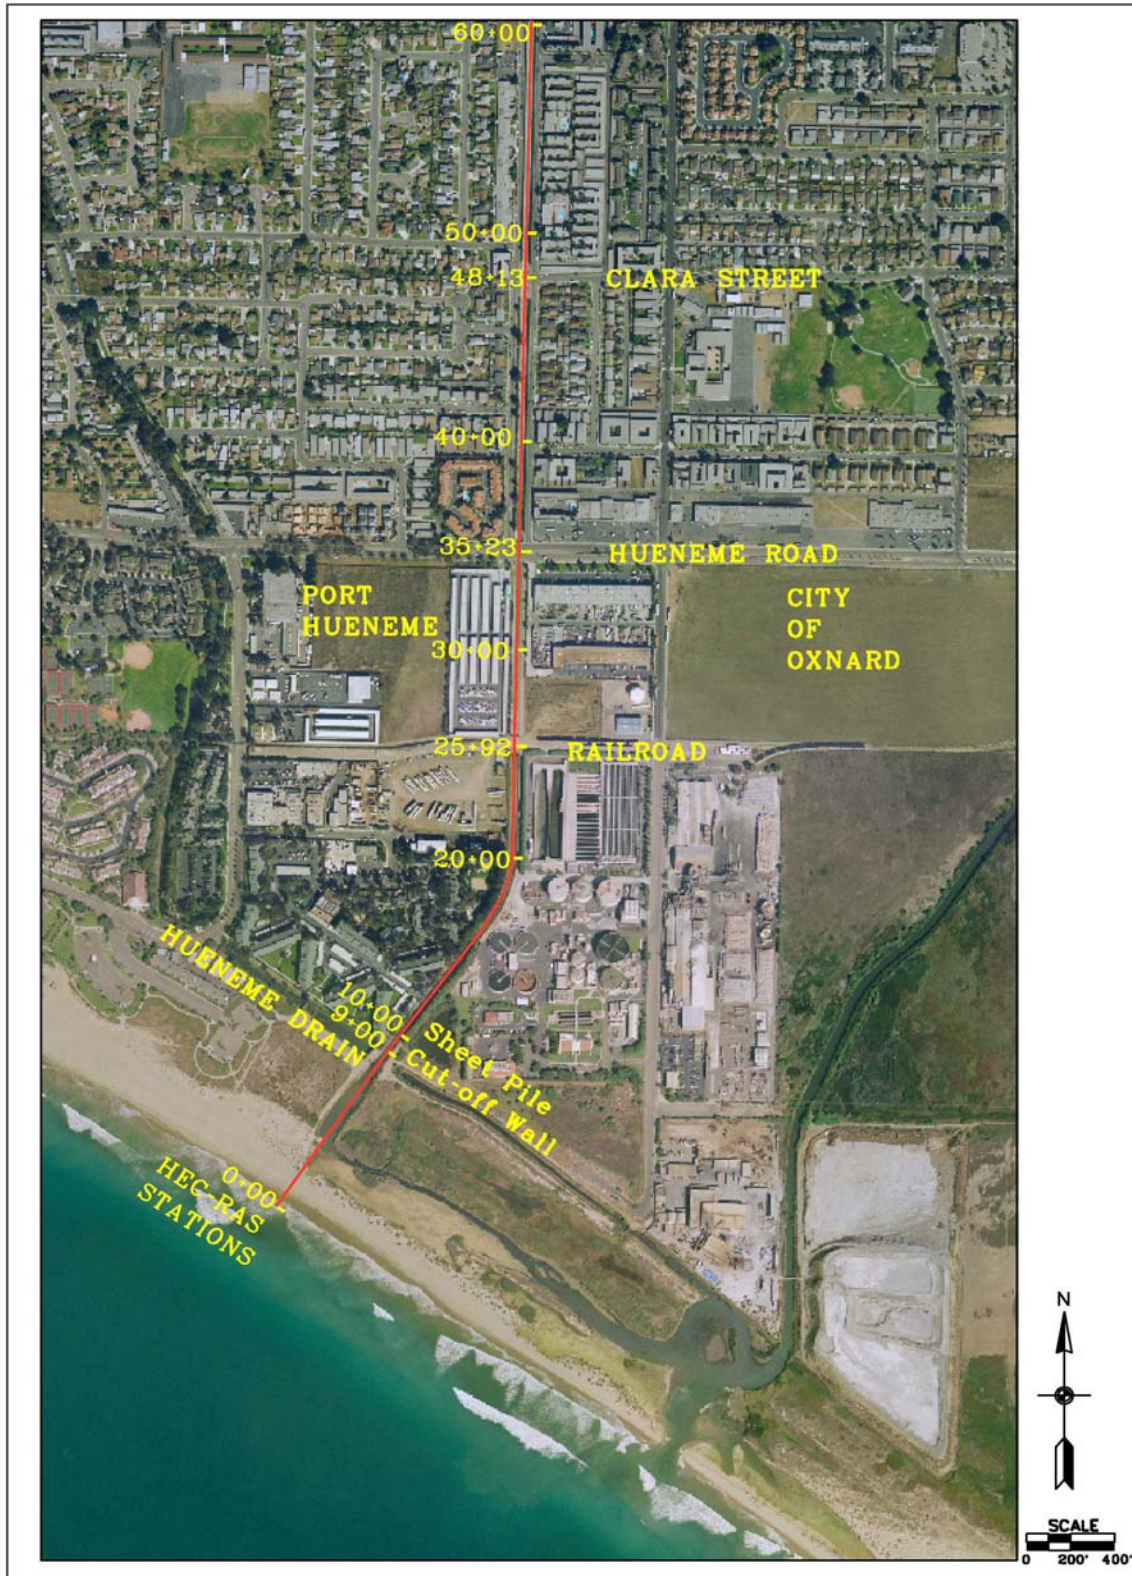 60+00
50+00
48+13
CLARA STREET
40+00
35+23
HUENEME ROAD
PORT
HUENEME
CITY
OF
OXNARD
30+00
25+92
RAILROAD
20+00
HUENEME DRAIN
10+00
9+00
Sheet Pile
Cut-off Wall
0+00
HEC-RAS
STATIONS
N
SCALE
0 200' 400'